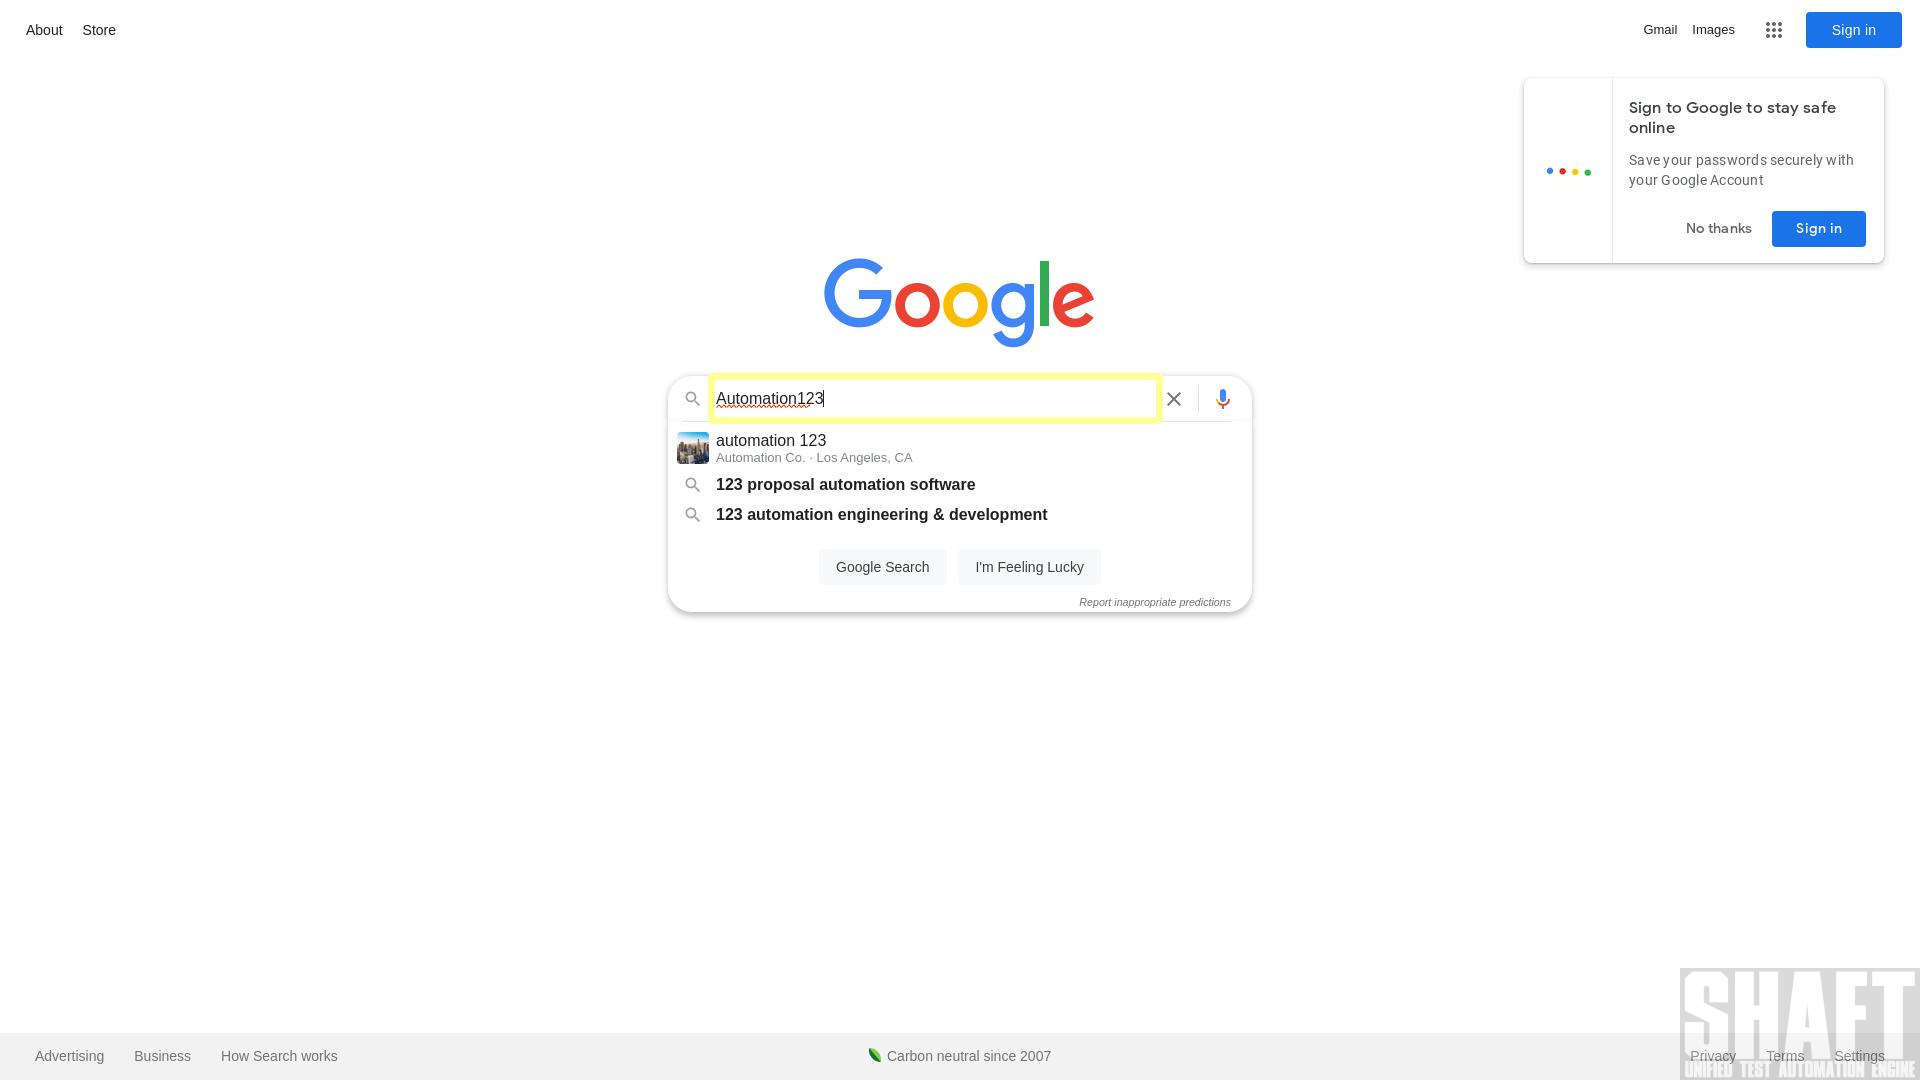 About Store
Gmail Images Sign in
Sign to Google to stay safe
online
Save your passwords securely with
your Google Account
No thanks Sign in
Google
Automation123
automation 123
Automation Co. · Los Angeles, CA
123 proposal automation software
123 automation engineering & development
Google Search I'm Feeling Lucky
Report inappropriate predictions
Advertising Business How Search works Carbon neutral since 2007 Privacy Terms Settings
SHAFT
UNIFIED TEST AUTOMATION ENGINE